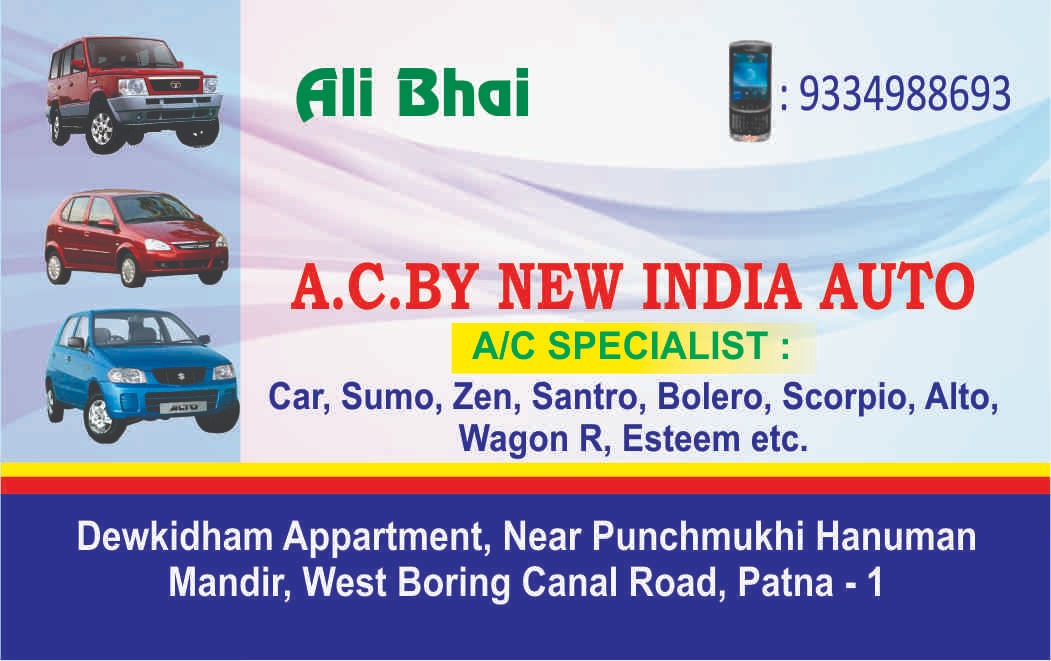 Ali Bhai
: 9334988693
A.C.BY NEW INDIA AUTO
A/C SPECIALIST :
Car, Sumo, Zen, Santro, Bolero, Scorpio, Alto,
Wagon R, Esteem etc.
ALTO
Dewkidham Appartment, Near Punchmukhi Hanuman
Mandir, West Boring Canal Road, Patna - 1